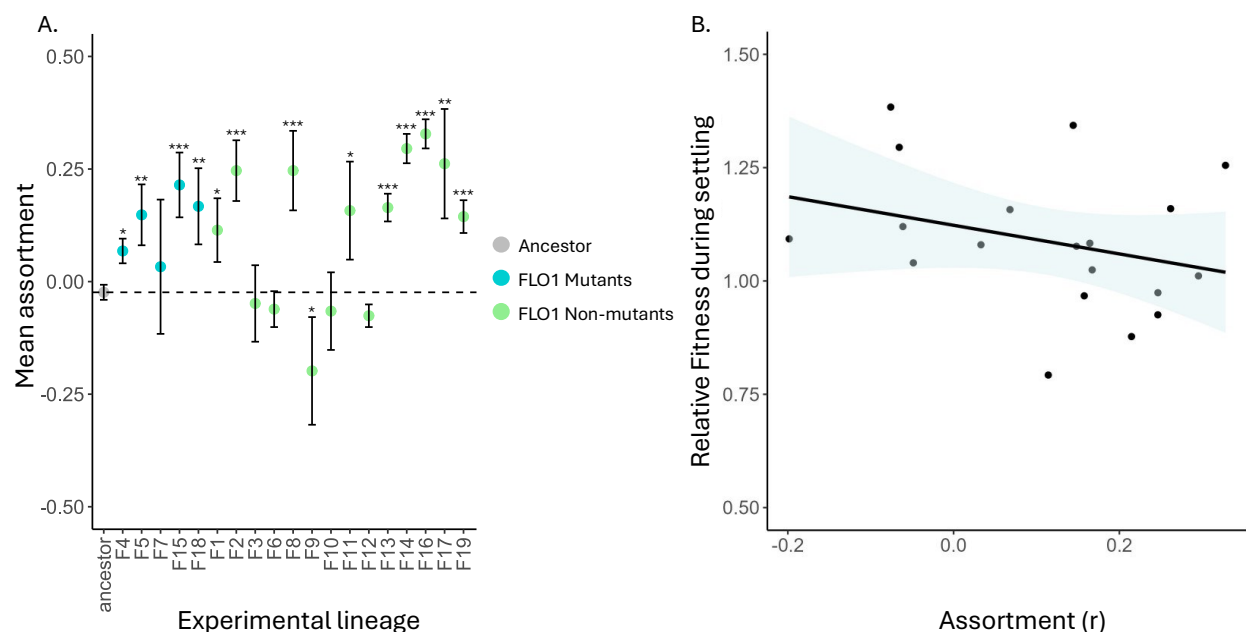 A.
Mean assortment
0.50
0.25
0.00
-0.25
-0.50
*
**
***
**
*
***
***
*
*
***
***
***
**
***
ancestor
F4
F5
F7
F15
F18
F1
F2
F3
F6
F8
F9
F10
F11
F12
F13
F14
F16
F17
F19
Experimental lineage
Ancestor
FLO1 Mutants
FLO1 Non-mutants
B.
Relative Fitness during settling
1.50
1.25
1.00
0.75
0.50
-0.2
0.0
0.2
Assortment (r)